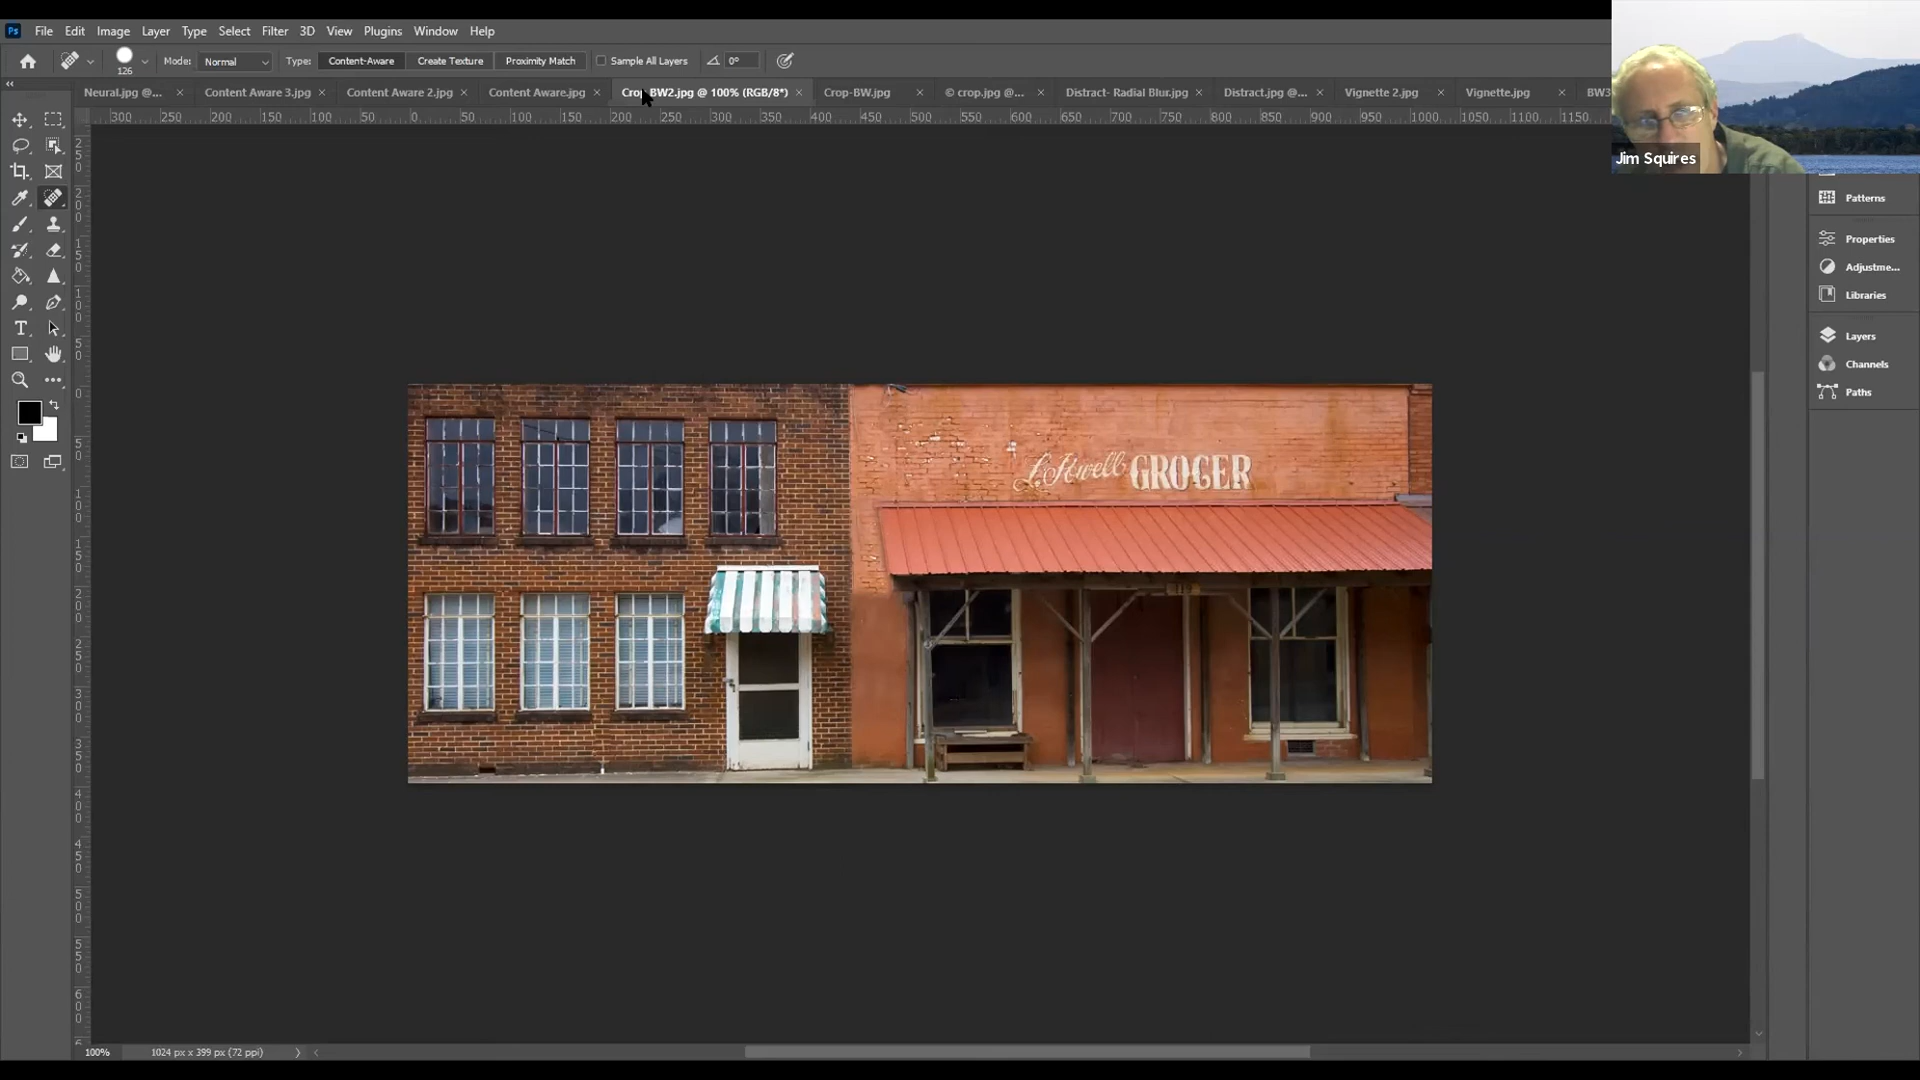 Ps File Edit Image Layer Type Select Filter 3D View Plugins Window Help
126 Mode: Normal Type: Content-Aware Create Texture Proximity Match Sample All Layers 0°
Neural.jpg @... × Content Aware 3.jpg × Content Aware 2.jpg × Content Aware.jpg × Crop-BW2.jpg @ 100% (RGB/8*) × Crop-BW.jpg × © crop.jpg @... × Distract- Radial Blur.jpg × Distract.jpg @... × Vignette 2.jpg × Vignette.jpg × BW3
300 250 200 150 100 50 0 50 100 150 200 250 300 350 400 450 500 550 600 650 700 750 800 850 900 950 1000 1050 1100 1150
Jim Squires
Patterns
Properties
Adjustme...
Libraries
Layers
Channels
Paths
250
200
150
100
50
0
50
100
150
200
250
300
350
400
450
500
550
600
GROCER
100% 1024 px x 399 px (72 ppi)